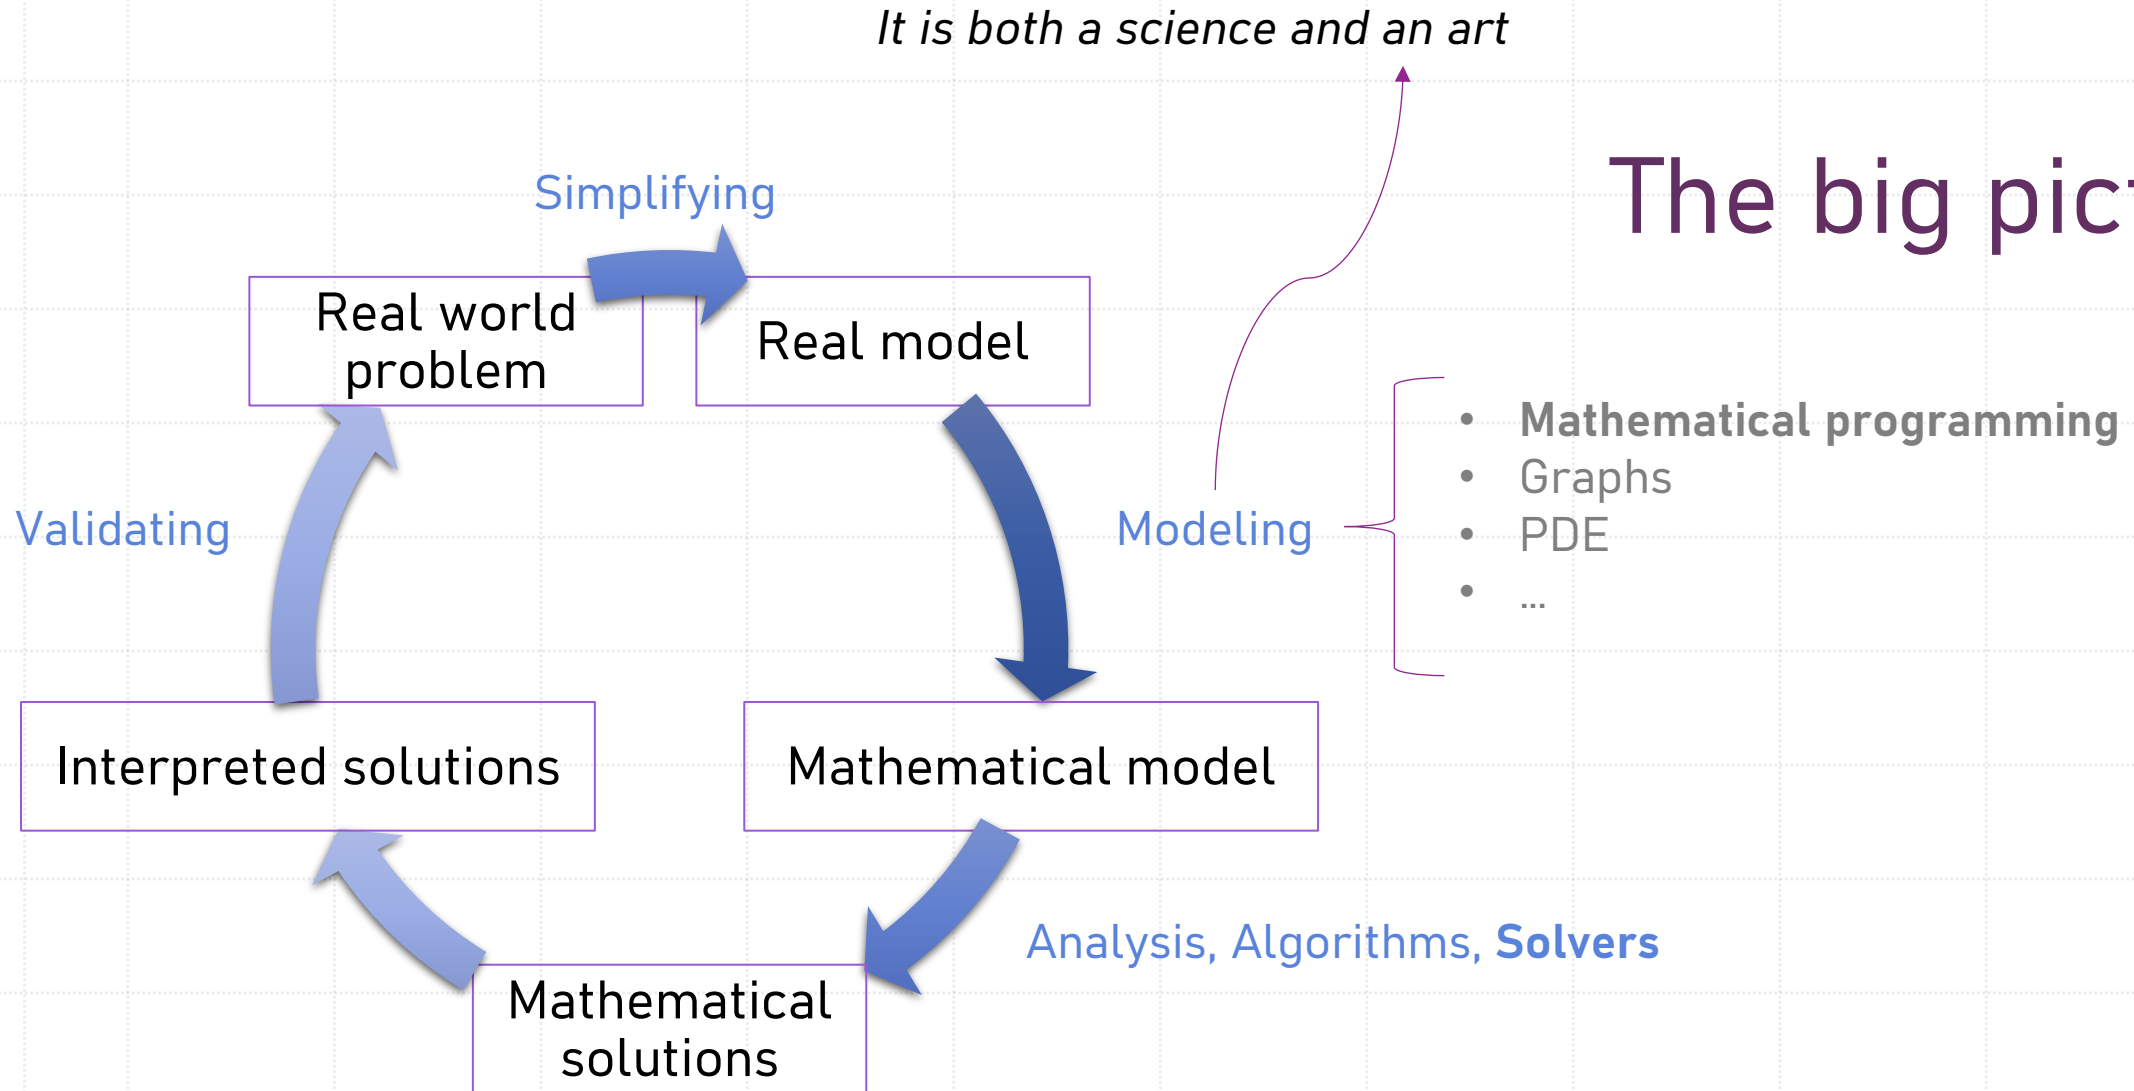 It is both a science and an art
The big pict
Simplifying
Real world
problem
Real model
• Mathematical programming
• Graphs
• PDE
• ...
Validating
Modeling
Interpreted solutions
Mathematical model
Analysis, Algorithms, Solvers
Mathematical
solutions